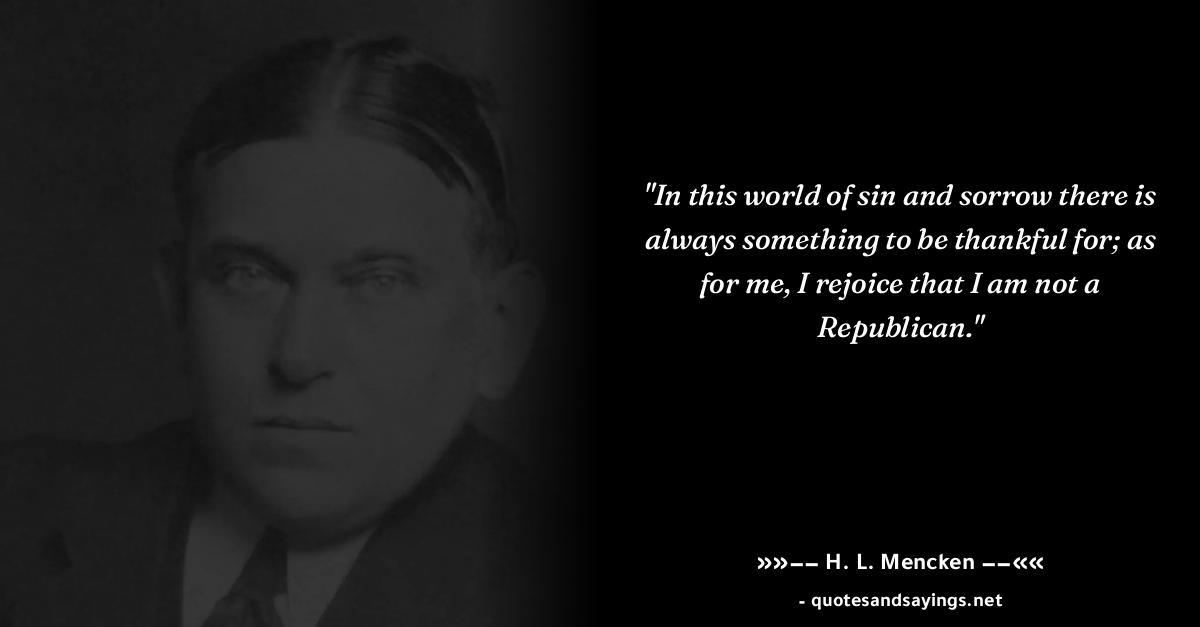 "In this world of sin and sorrow there is
always something to be thankful for; as
for me, I rejoice that I am not a
Republican."
»»–– H. L. Mencken ––««
- quotesandsayings.net